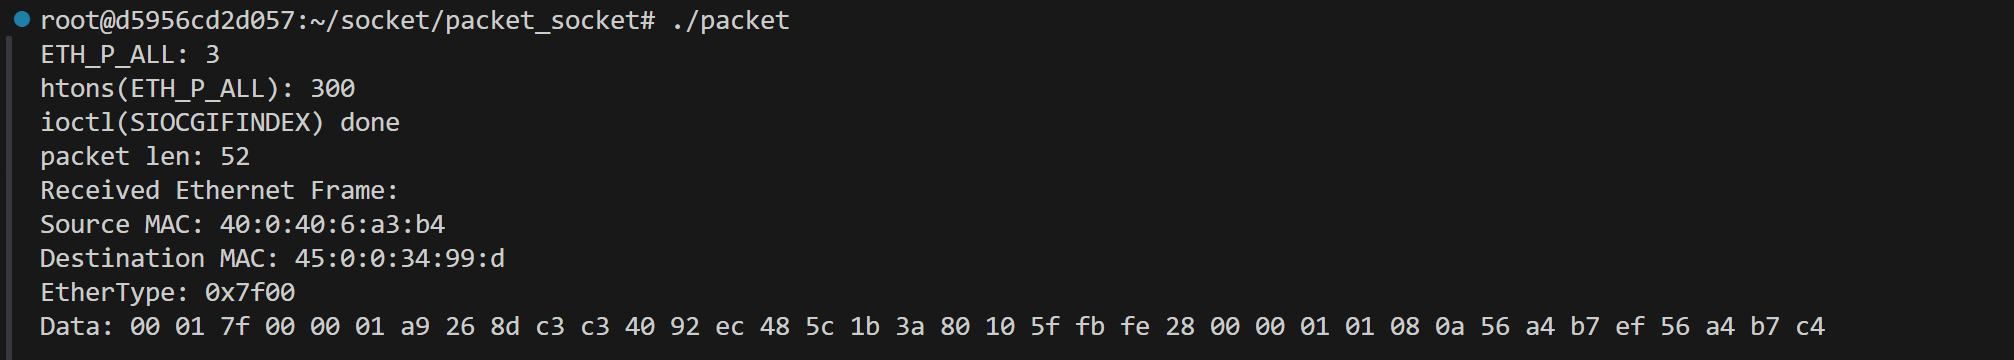 root@d5956cd2d057:~/socket/packet_socket# ./packet
ETH_P_ALL: 3
htons(ETH_P_ALL): 300
ioctl(SIOCGIFINDEX) done
packet len: 52
Received Ethernet Frame:
Source MAC: 40:0:40:6:a3:b4
Destination MAC: 45:0:0:34:99:d
EtherType: 0x7f00
Data: 00 01 7f 00 00 01 a9 26 8d c3 c3 40 92 ec 48 5c 1b 3a 80 10 5f fb fe 28 00 00 01 01 08 0a 56 a4 b7 ef 56 a4 b7 c4